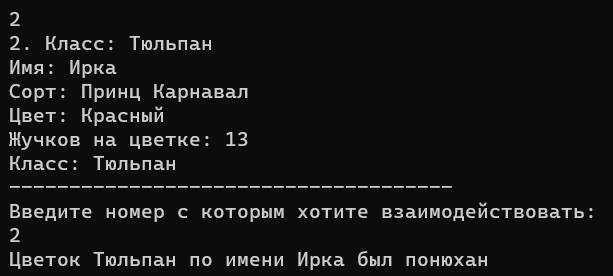 2
2. Класс: Тюльпан
Имя: Ирка
Сорт: Принц Карнавал
Цвет: Красный
Жучков на цветке: 13
Класс: Тюльпан
-------------------------------------
Введите номер с которым хотите взаимодействовать:
2
Цветок Тюльпан по имени Ирка был понюхан